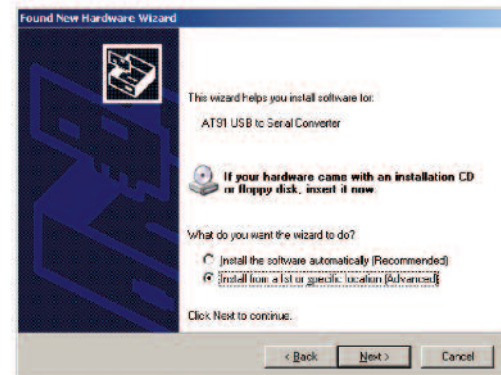 Found New Hardware Wizard
This wizard helps you install software for:
AT91 USB to Serial Converter
If your hardware came with an installation CD
or floppy disk, insert it now.
What do you want the wizard to do?
Install the software automatically (Recommended)
Install from a list or specific location (Advanced)
Click Next to continue.
< Back Next > Cancel